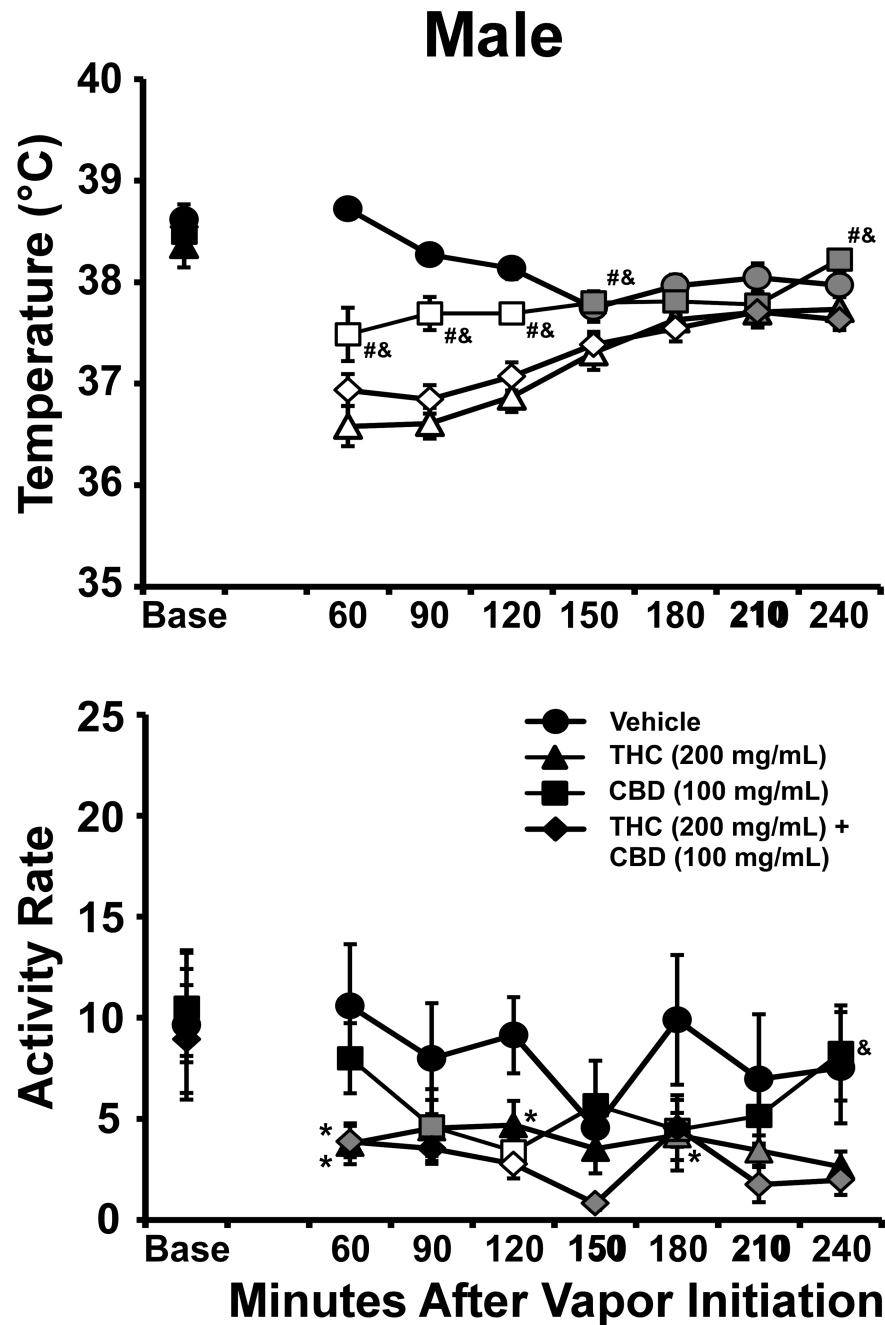 Male
40
39
38
37
36
35
Temperature (°C)
#&
#&
#&
#&
#&
Base 60 90 120 150 180 210 240
25
20
15
10
5
0
Activity Rate
Vehicle
THC (200 mg/mL)
CBD (100 mg/mL)
THC (200 mg/mL) +
CBD (100 mg/mL)
*
*
*
*
&
Base 60 90 120 150 180 210 240
Minutes After Vapor Initiation